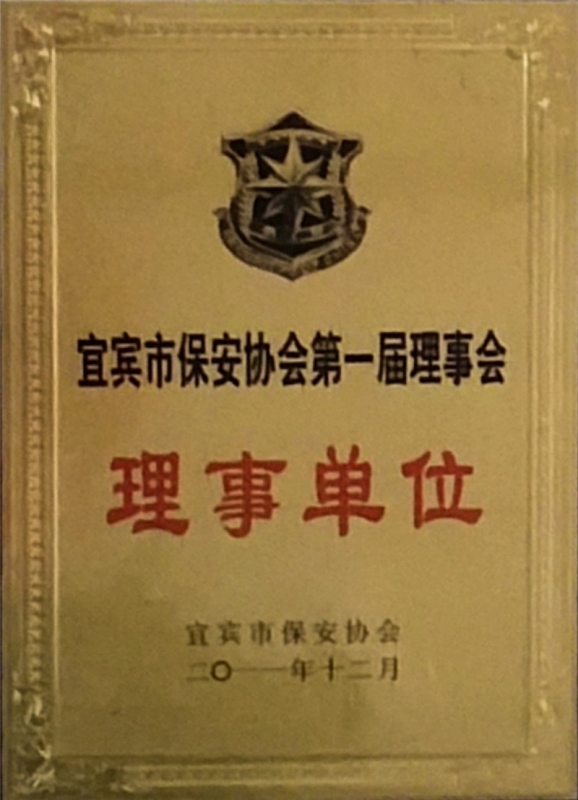 宜宾市保安协会第一届理事会
理事单位
宜宾市保安协会
二〇一一年十二月